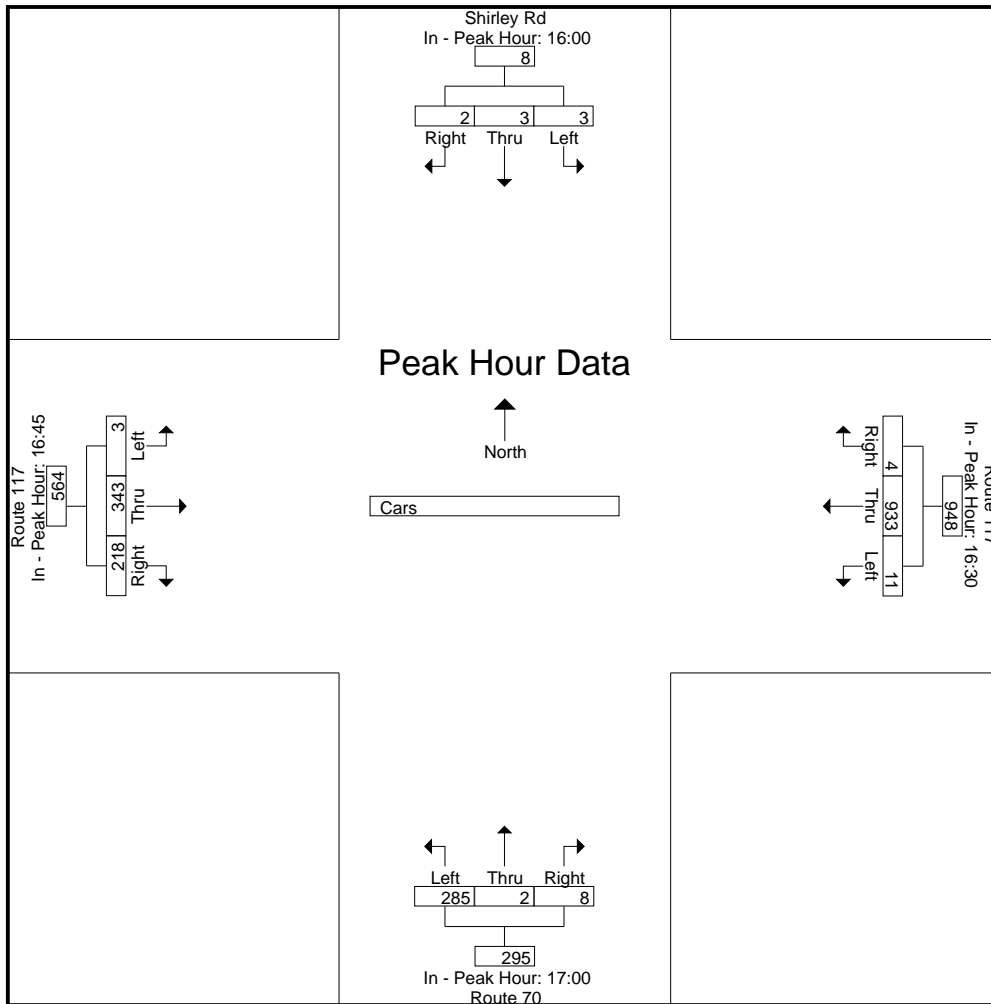 Shirley Rd
In - Peak Hour: 16:00
8
2 3 3
Right Thru Left
Peak Hour Data
North
Cars
Route 117
In - Peak Hour: 16:45
564
3 343 218
Left Thru Right
Route 117
In - Peak Hour: 16:30
948
4 933 11
Right Thru Left
Left Thru Right
285 2 8
295
In - Peak Hour: 17:00
Route 70